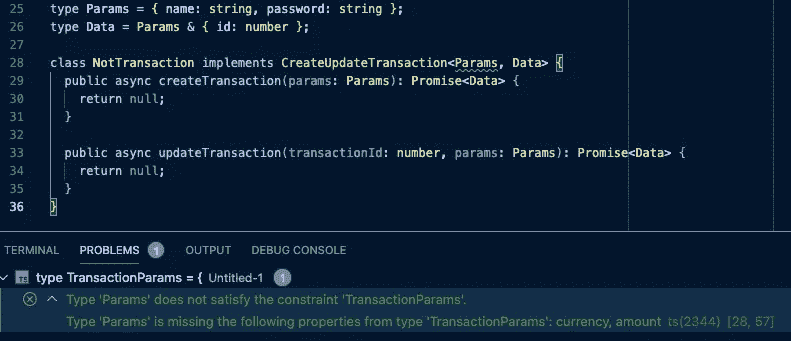 25 type Params = { name: string, password: string };
26 type Data = Params & { id: number };
27
28 class NotTransaction implements CreateUpdateTransaction<Params, Data> {
29 public async createTransaction(params: Params): Promise<Data> {
30 return null;
31 }
32
33 public async updateTransaction(transactionId: number, params: Params): Promise<Data> {
34 return null;
35 }
36 }
TERMINAL PROBLEMS 1 OUTPUT DEBUG CONSOLE
TS type TransactionParams = { Untitled-1 1
Type 'Params' does not satisfy the constraint 'TransactionParams'.
Type 'Params' is missing the following properties from type 'TransactionParams': currency, amount ts(2344) [28, 57]